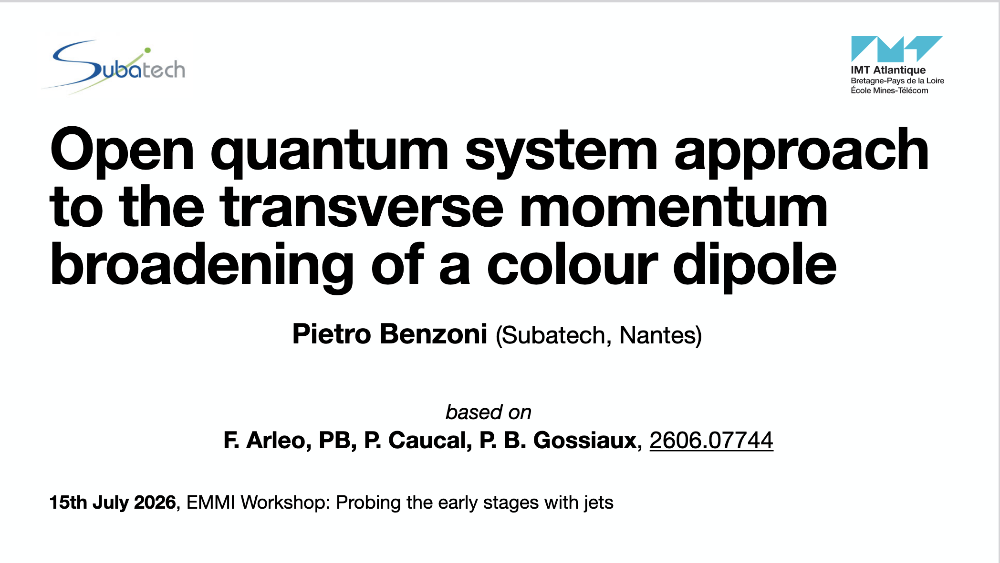 Subatech
IMT Atlantique
Bretagne-Pays de la Loire
École Mines-Télécom
Open quantum system approach
to the transverse momentum
broadening of a colour dipole
Pietro Benzoni (Subatech, Nantes)
based on
F. Arleo, PB, P. Caucal, P. B. Gossiaux, 2606.07744
15th July 2026, EMMI Workshop: Probing the early stages with jets